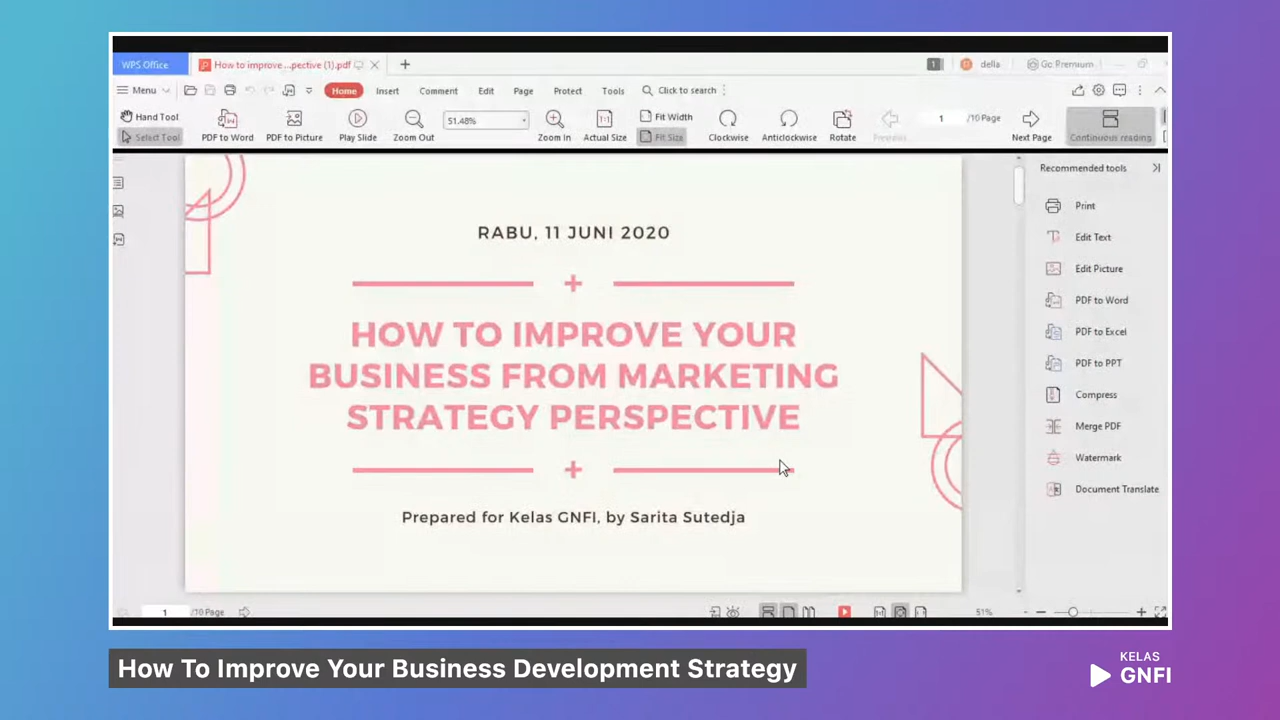 WPS Office
How to improve ...pective (1).pdf
1
della
Go Premium
Menu
Home
Insert
Comment
Edit
Page
Protect
Tools
Click to search
Hand Tool
Select Tool
PDF to Word
PDF to Picture
Play Slide
Zoom Out
51.48%
Zoom In
Actual Size
Fit Width
Fit Size
Clockwise
Anticlockwise
Rotate
Previous
1
/10 Page
Next Page
Continuous reading
RABU, 11 JUNI 2020
HOW TO IMPROVE YOUR
BUSINESS FROM MARKETING
STRATEGY PERSPECTIVE
Prepared for Kelas GNFI, by Sarita Sutedja
Recommended tools
Print
Edit Text
Edit Picture
PDF to Word
PDF to Excel
PDF to PPT
Compress
Merge PDF
Watermark
Document Translate
1
/10 Page
51%
How To Improve Your Business Development Strategy
KELAS
GNFI